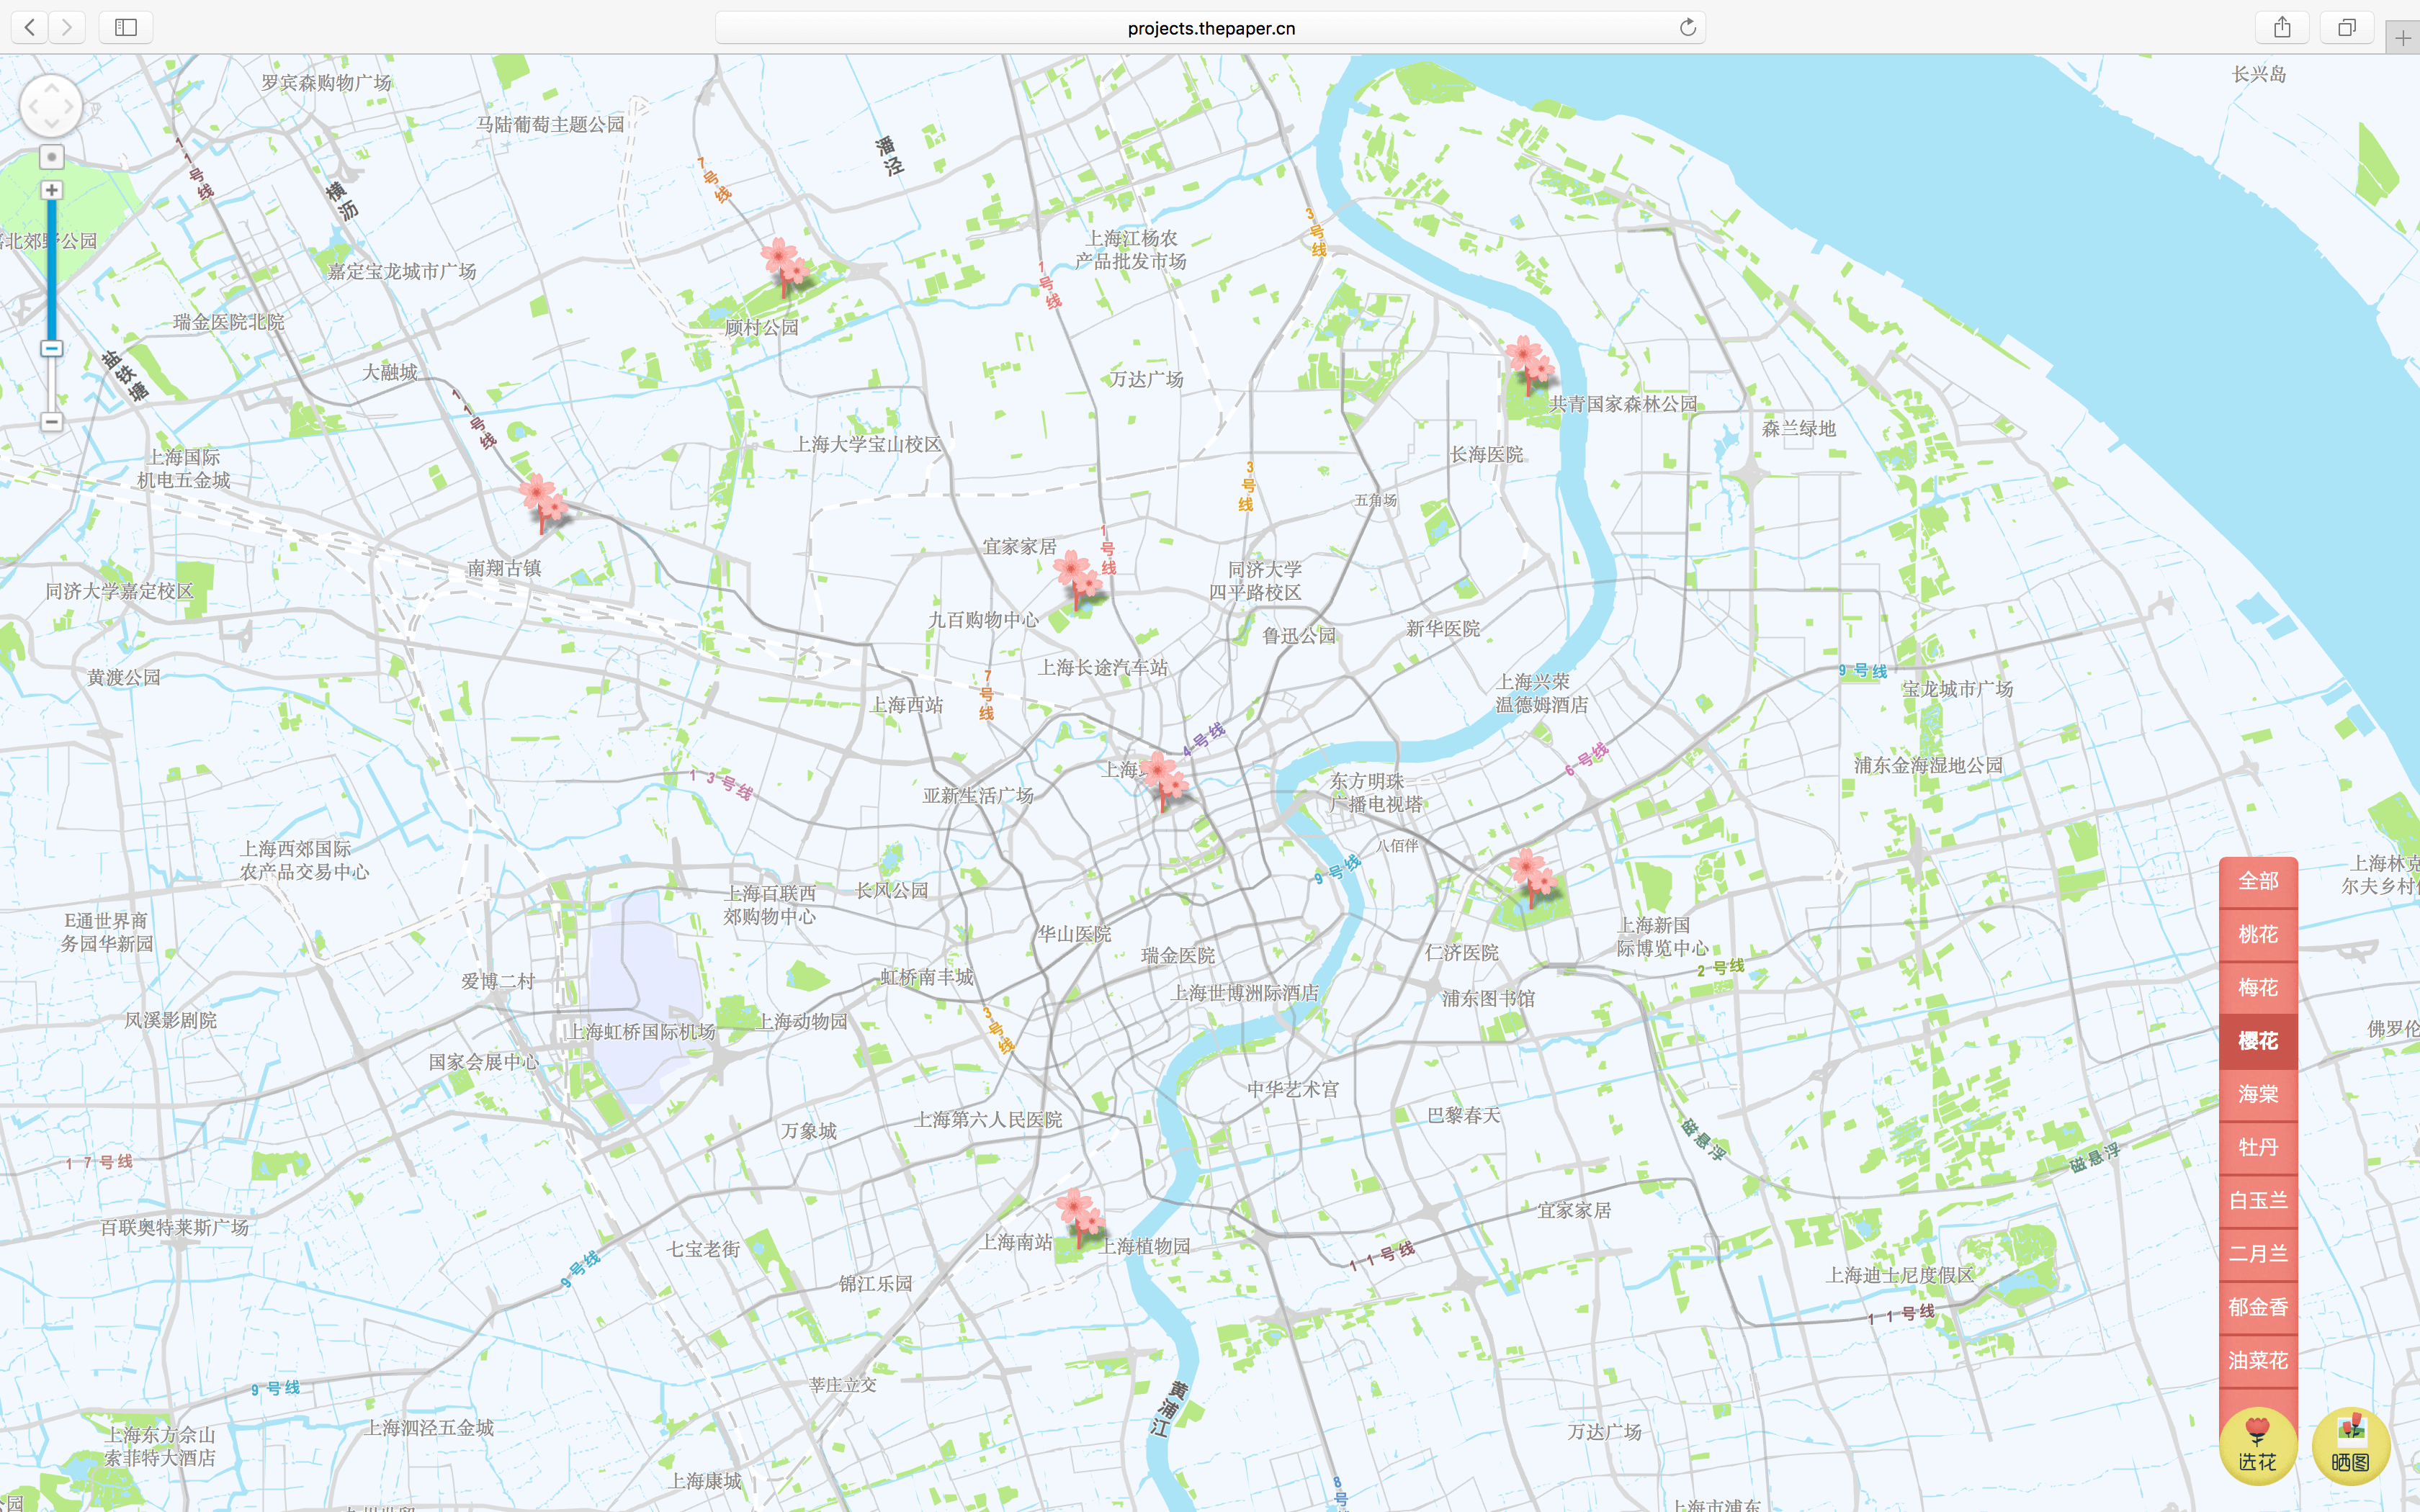 projects.thepaper.cn
长兴岛
罗宾森购物广场
马陆葡萄主题公园
潘泾
11号线
7号线
横沥
3号线
北郊野公园
上海江杨农
产品批发市场
嘉定宝龙城市广场
1号线
瑞金医院北院
顾村公园
盐铁塘
大融城
万达广场
共青国家森林公园
11号线
森兰绿地
上海大学宝山校区
长海医院
上海国际
机电五金城
3号线
五角场
宜家家居
1号线
南翔古镇
同济大学
四平路校区
同济大学嘉定校区
九百购物中心
鲁迅公园
新华医院
黄渡公园
上海长途汽车站
9号线
上海兴荣
温德姆酒店
宝龙城市广场
上海西站
7号线
4号线
6号线
浦东金海湿地公园
上海
13号线
亚新生活广场
东方明珠
广播电视塔
八佰伴
上海西郊国际
农产品交易中心
9号线
上海林克
尔夫乡村
全部
上海百联西
郊购物中心
长风公园
E通世界商
务园华新园
华山医院
上海新国
际博览中心
桃花
瑞金医院
仁济医院
2号线
爱博二村
虹桥南丰城
梅花
上海世博洲际酒店
浦东图书馆
凤溪影剧院
上海虹桥国际机场
上海动物园
3号线
佛罗伦
樱花
国家会展中心
中华艺术宫
海棠
万象城
上海第六人民医院
巴黎春天
磁悬浮
磁悬浮
牡丹
17号线
百联奥特莱斯广场
宜家家居
白玉兰
七宝老街
上海南站
上海植物园
11号线
二月兰
9号线
锦江乐园
上海迪士尼度假区
11号线
郁金香
油菜花
9号线
莘庄立交
黄浦江
上海东方佘山
索菲特大酒店
上海泗泾五金城
万达广场
选花
晒图
上海康城
8号
上海市浦东
公园